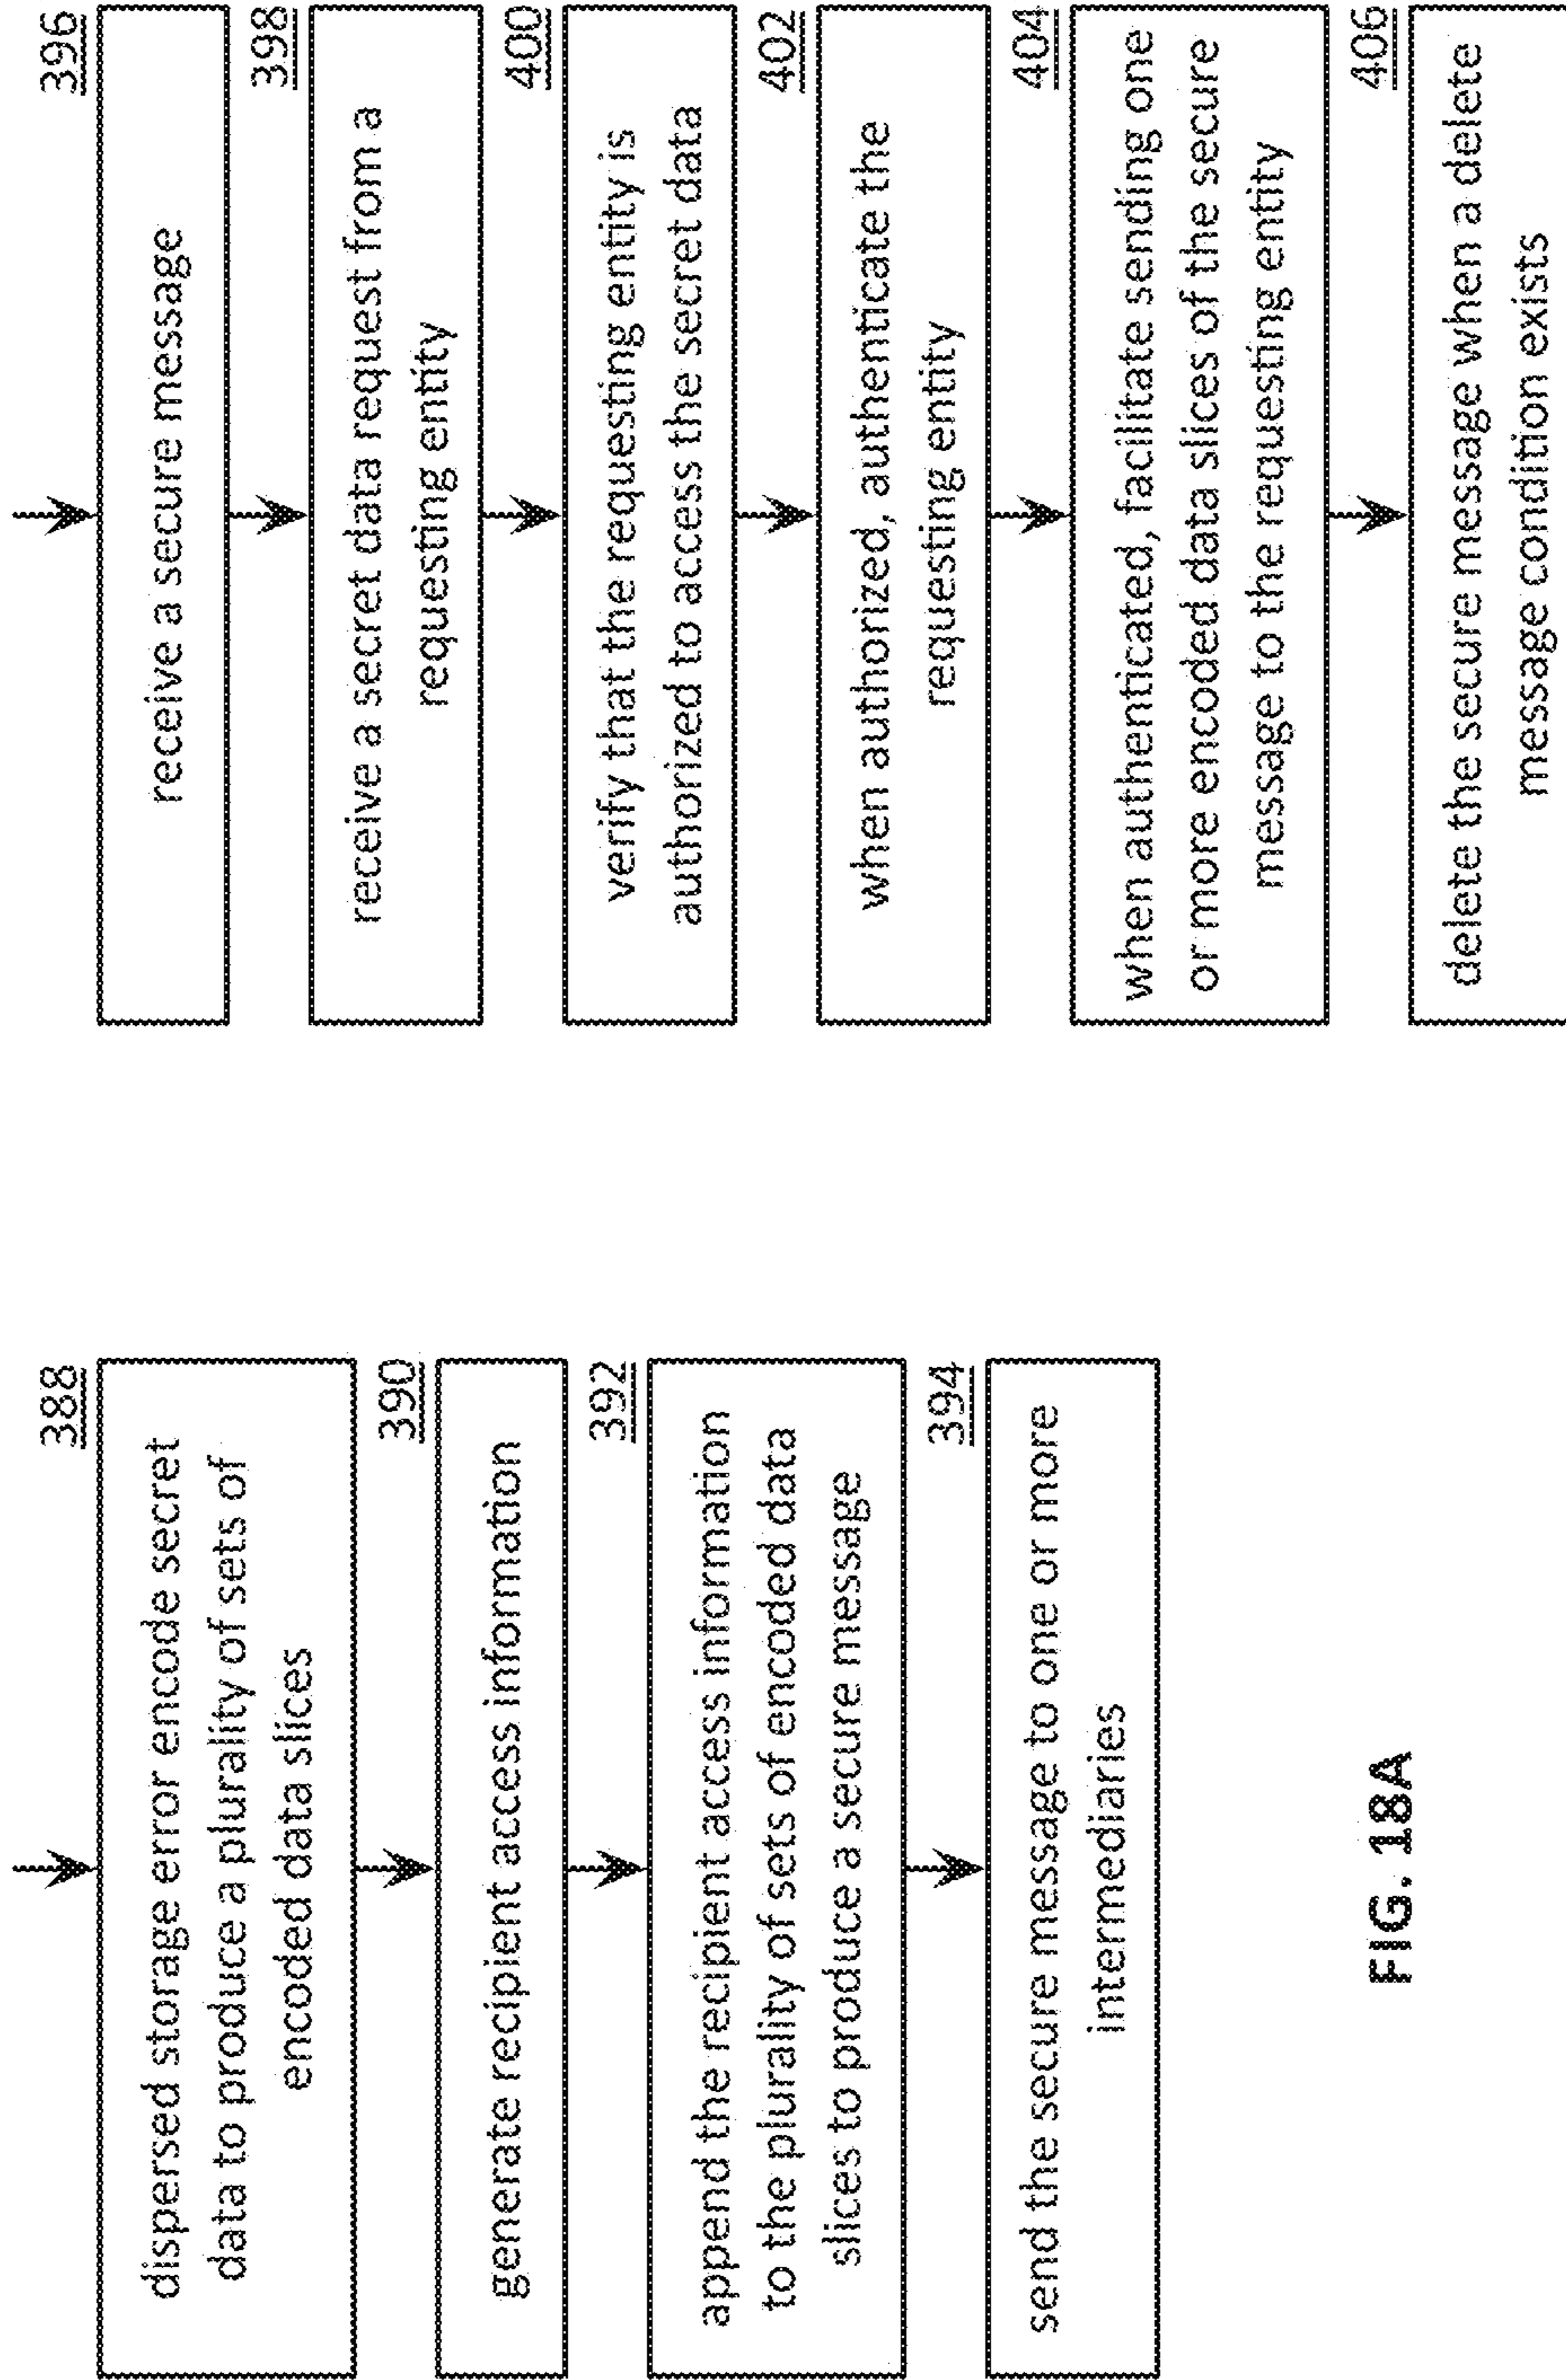 388
dispersed storage error encode secret
data to produce a plurality of sets of
encoded data slices
390
generate recipient access information
392
append the recipient access information
to the plurality of sets of encoded data
slices to produce a secure message
394
send the secure message to one or more
intermediaries
FIG. 18A
396
receive a secure message
398
receive a secret data request from a
requesting entity
400
verify that the requesting entity is
authorized to access the secret data
402
when authorized, authenticate the
requesting entity
404
when authenticated, facilitate sending one
or more encoded data slices of the secure
message to the requesting entity
406
delete the secure message when a delete
message condition exists